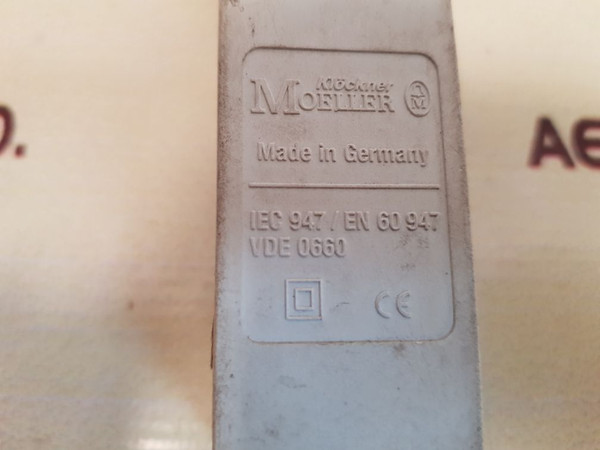 Klöckner
MOELLER
Made in Germany
IEC 947 / EN 60 947
VDE 0660
CE